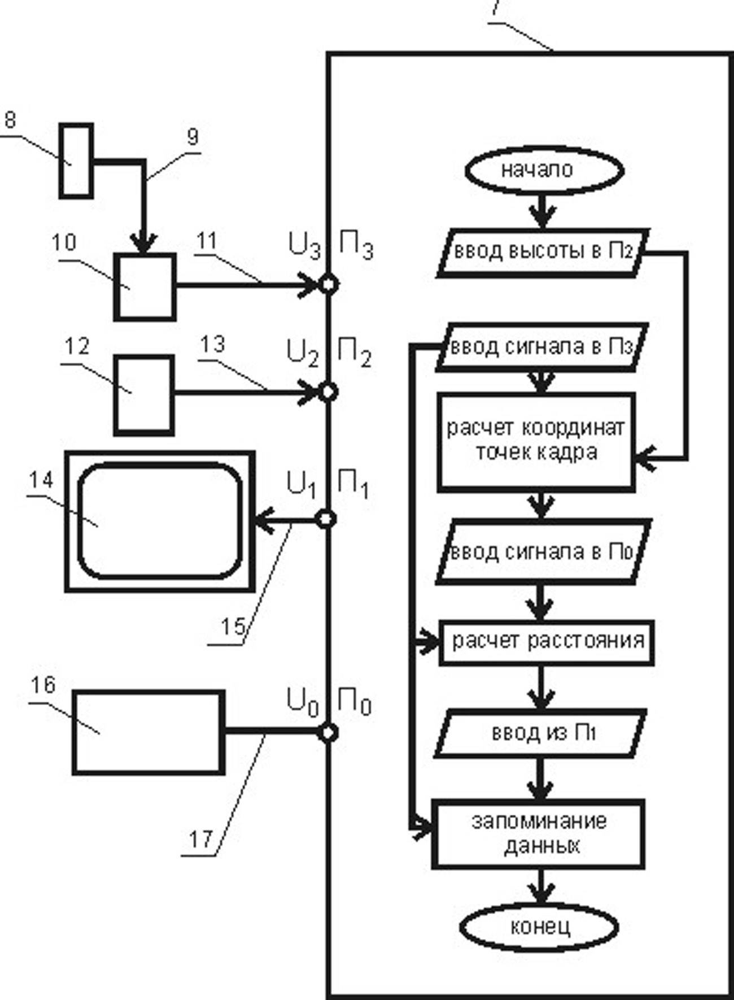 7
8
9
10
11
U3 П3
12
13
U2 П2
14
U1 П1
15
16
U0 П0
17
начало
ввод высоты в П2
ввод сигнала в П3
расчет координат
точек кадра
ввод сигнала в П0
расчет расстояния
ввод из П1
запоминание
данных
конец